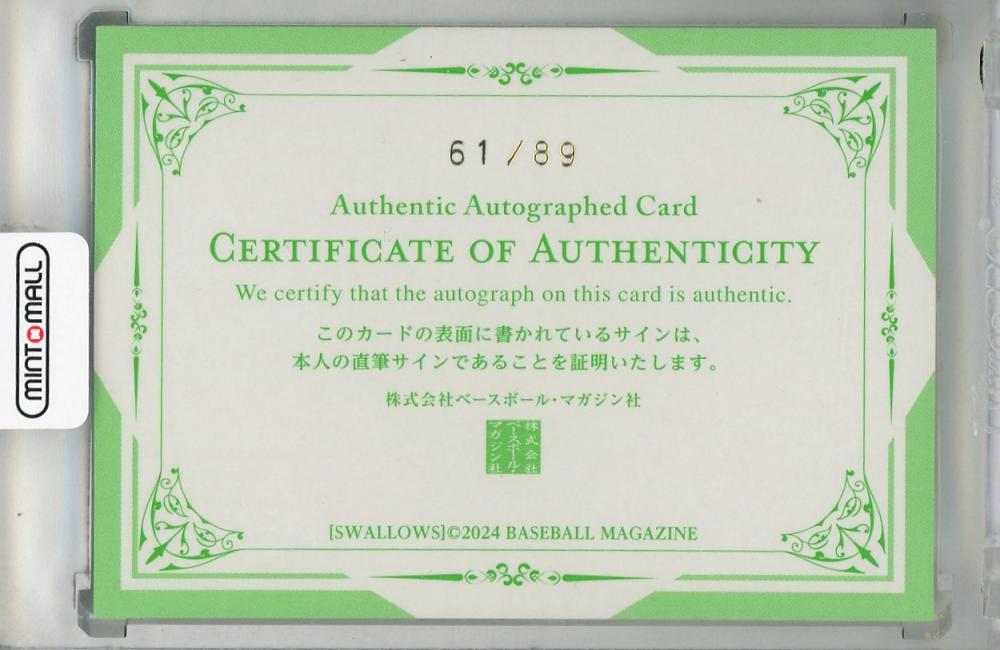 61/89
Authentic Autographed Card
CERTIFICATE OF AUTHENTICITY
We certify that the autograph on this card is authentic.
このカードの表面に書かれているサインは、
本人の直筆サインであることを証明いたします。
株式会社ベースボール・マガジン社
株式会社
ベースボール・
マガジン社
[SWALLOWS]©2024 BASEBALL MAGAZINE
MINT MALL